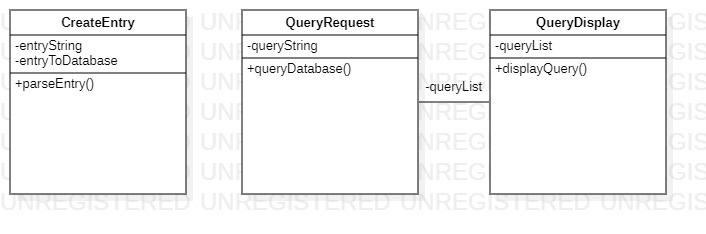 CreateEntry
-entryString
-entryToDatabase
+parseEntry()
QueryRequest
-queryString
+queryDatabase()
-queryList
QueryDisplay
-queryList
+displayQuery()
UNREGISTERED UNREGISTERED UNREGISTERED UNREGIS